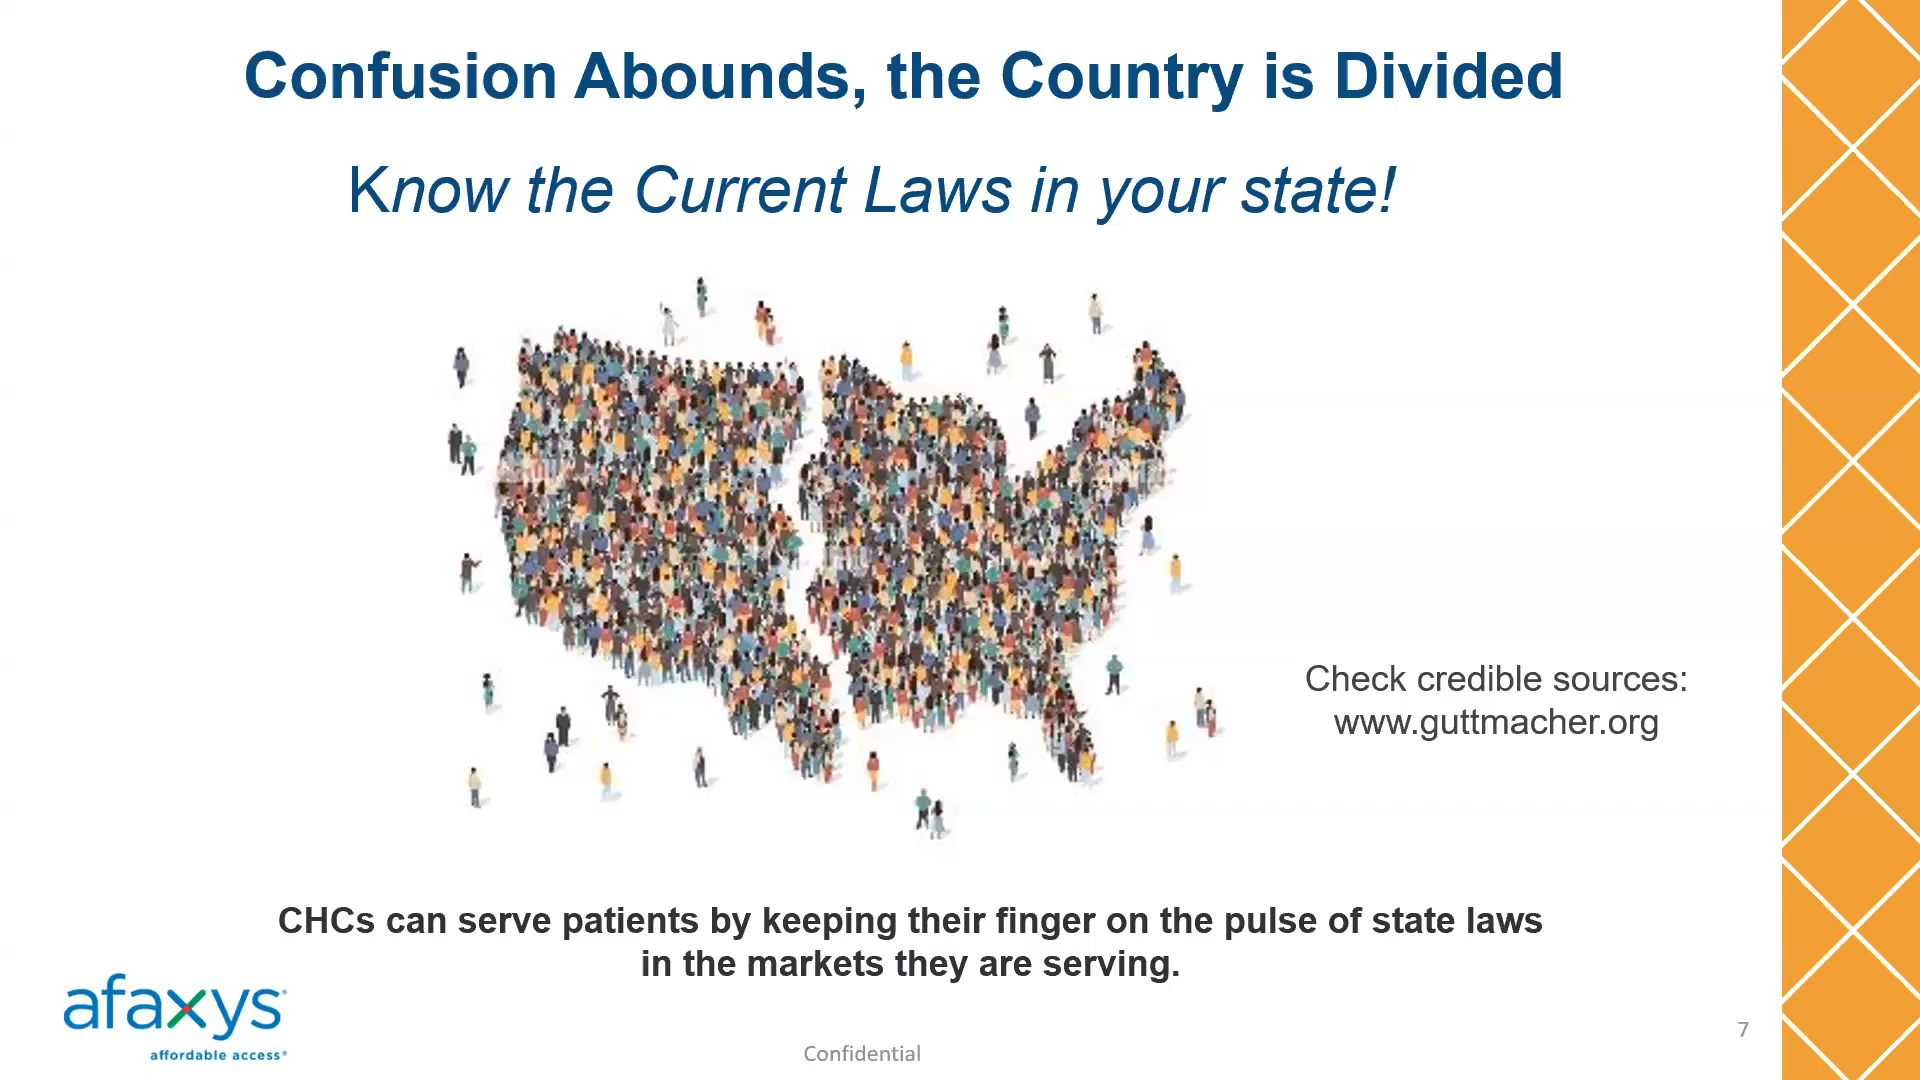 Confusion Abounds, the Country is Divided
Know the Current Laws in your state!
Check credible sources:
www.guttmacher.org
CHCs can serve patients by keeping their finger on the pulse of state laws
in the markets they are serving.
afaxys
affordable access®
Confidential
7